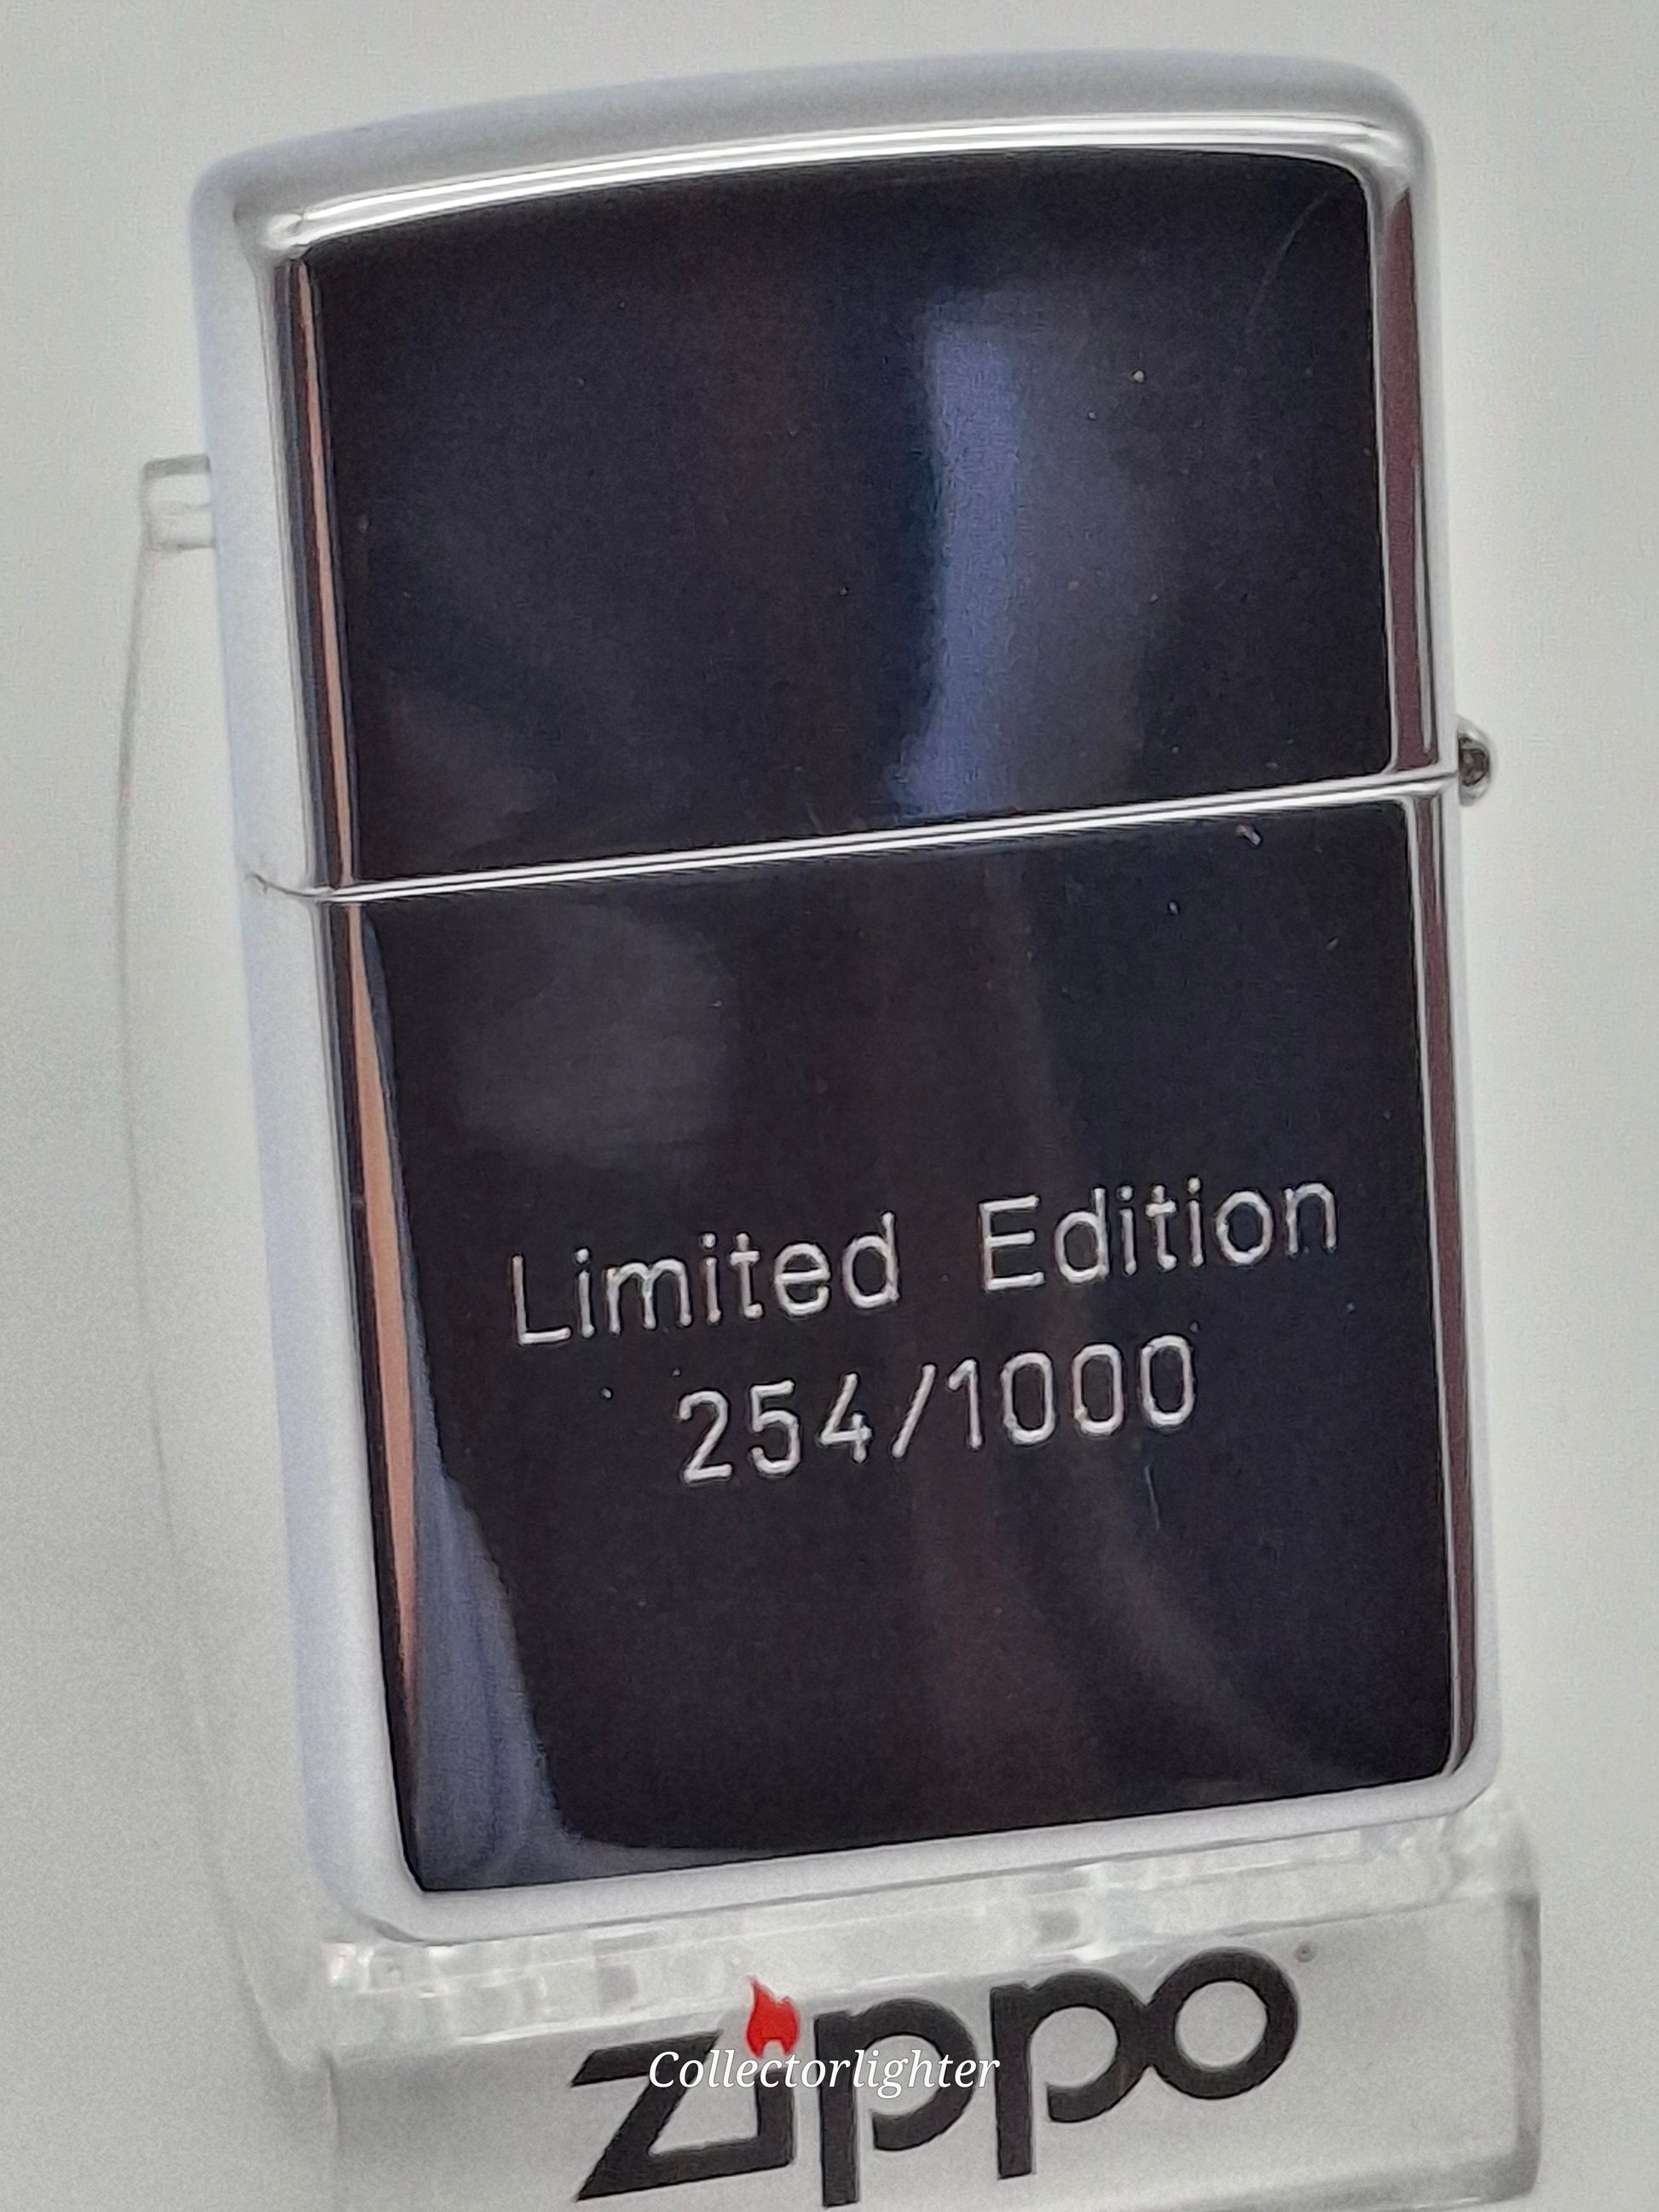 Limited Edition
254/1000
zippo
Collectorlighter